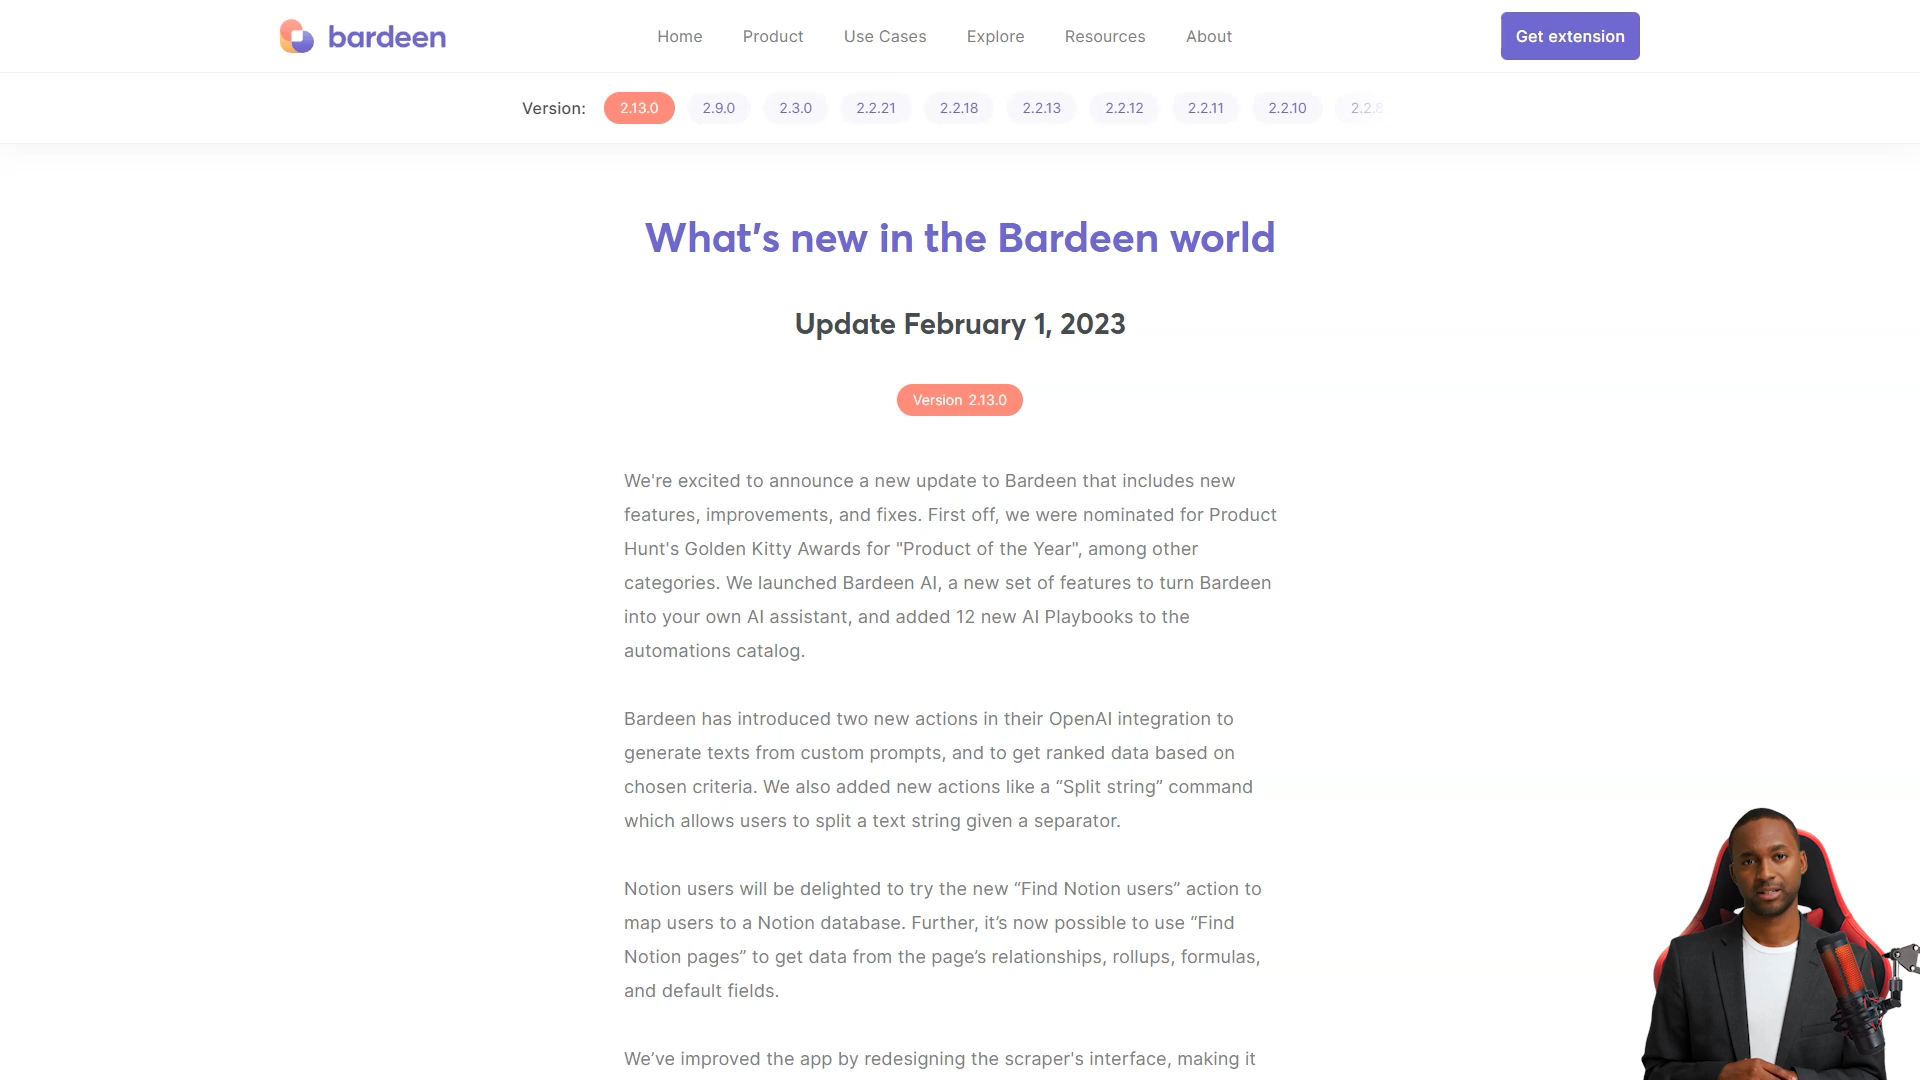 bardeen
Home Product Use Cases Explore Resources About
Get extension
Version: 2.13.0 2.9.0 2.3.0 2.2.21 2.2.18 2.2.13 2.2.12 2.2.11 2.2.10 2.2.8
What's new in the Bardeen world
Update February 1, 2023
Version 2.13.0
We're excited to announce a new update to Bardeen that includes new
features, improvements, and fixes. First off, we were nominated for Product
Hunt's Golden Kitty Awards for "Product of the Year", among other
categories. We launched Bardeen AI, a new set of features to turn Bardeen
into your own AI assistant, and added 12 new AI Playbooks to the
automations catalog.
Bardeen has introduced two new actions in their OpenAI integration to
generate texts from custom prompts, and to get ranked data based on
chosen criteria. We also added new actions like a “Split string” command
which allows users to split a text string given a separator.
Notion users will be delighted to try the new “Find Notion users” action to
map users to a Notion database. Further, it’s now possible to use “Find
Notion pages” to get data from the page’s relationships, rollups, formulas,
and default fields.
We’ve improved the app by redesigning the scraper's interface, making it